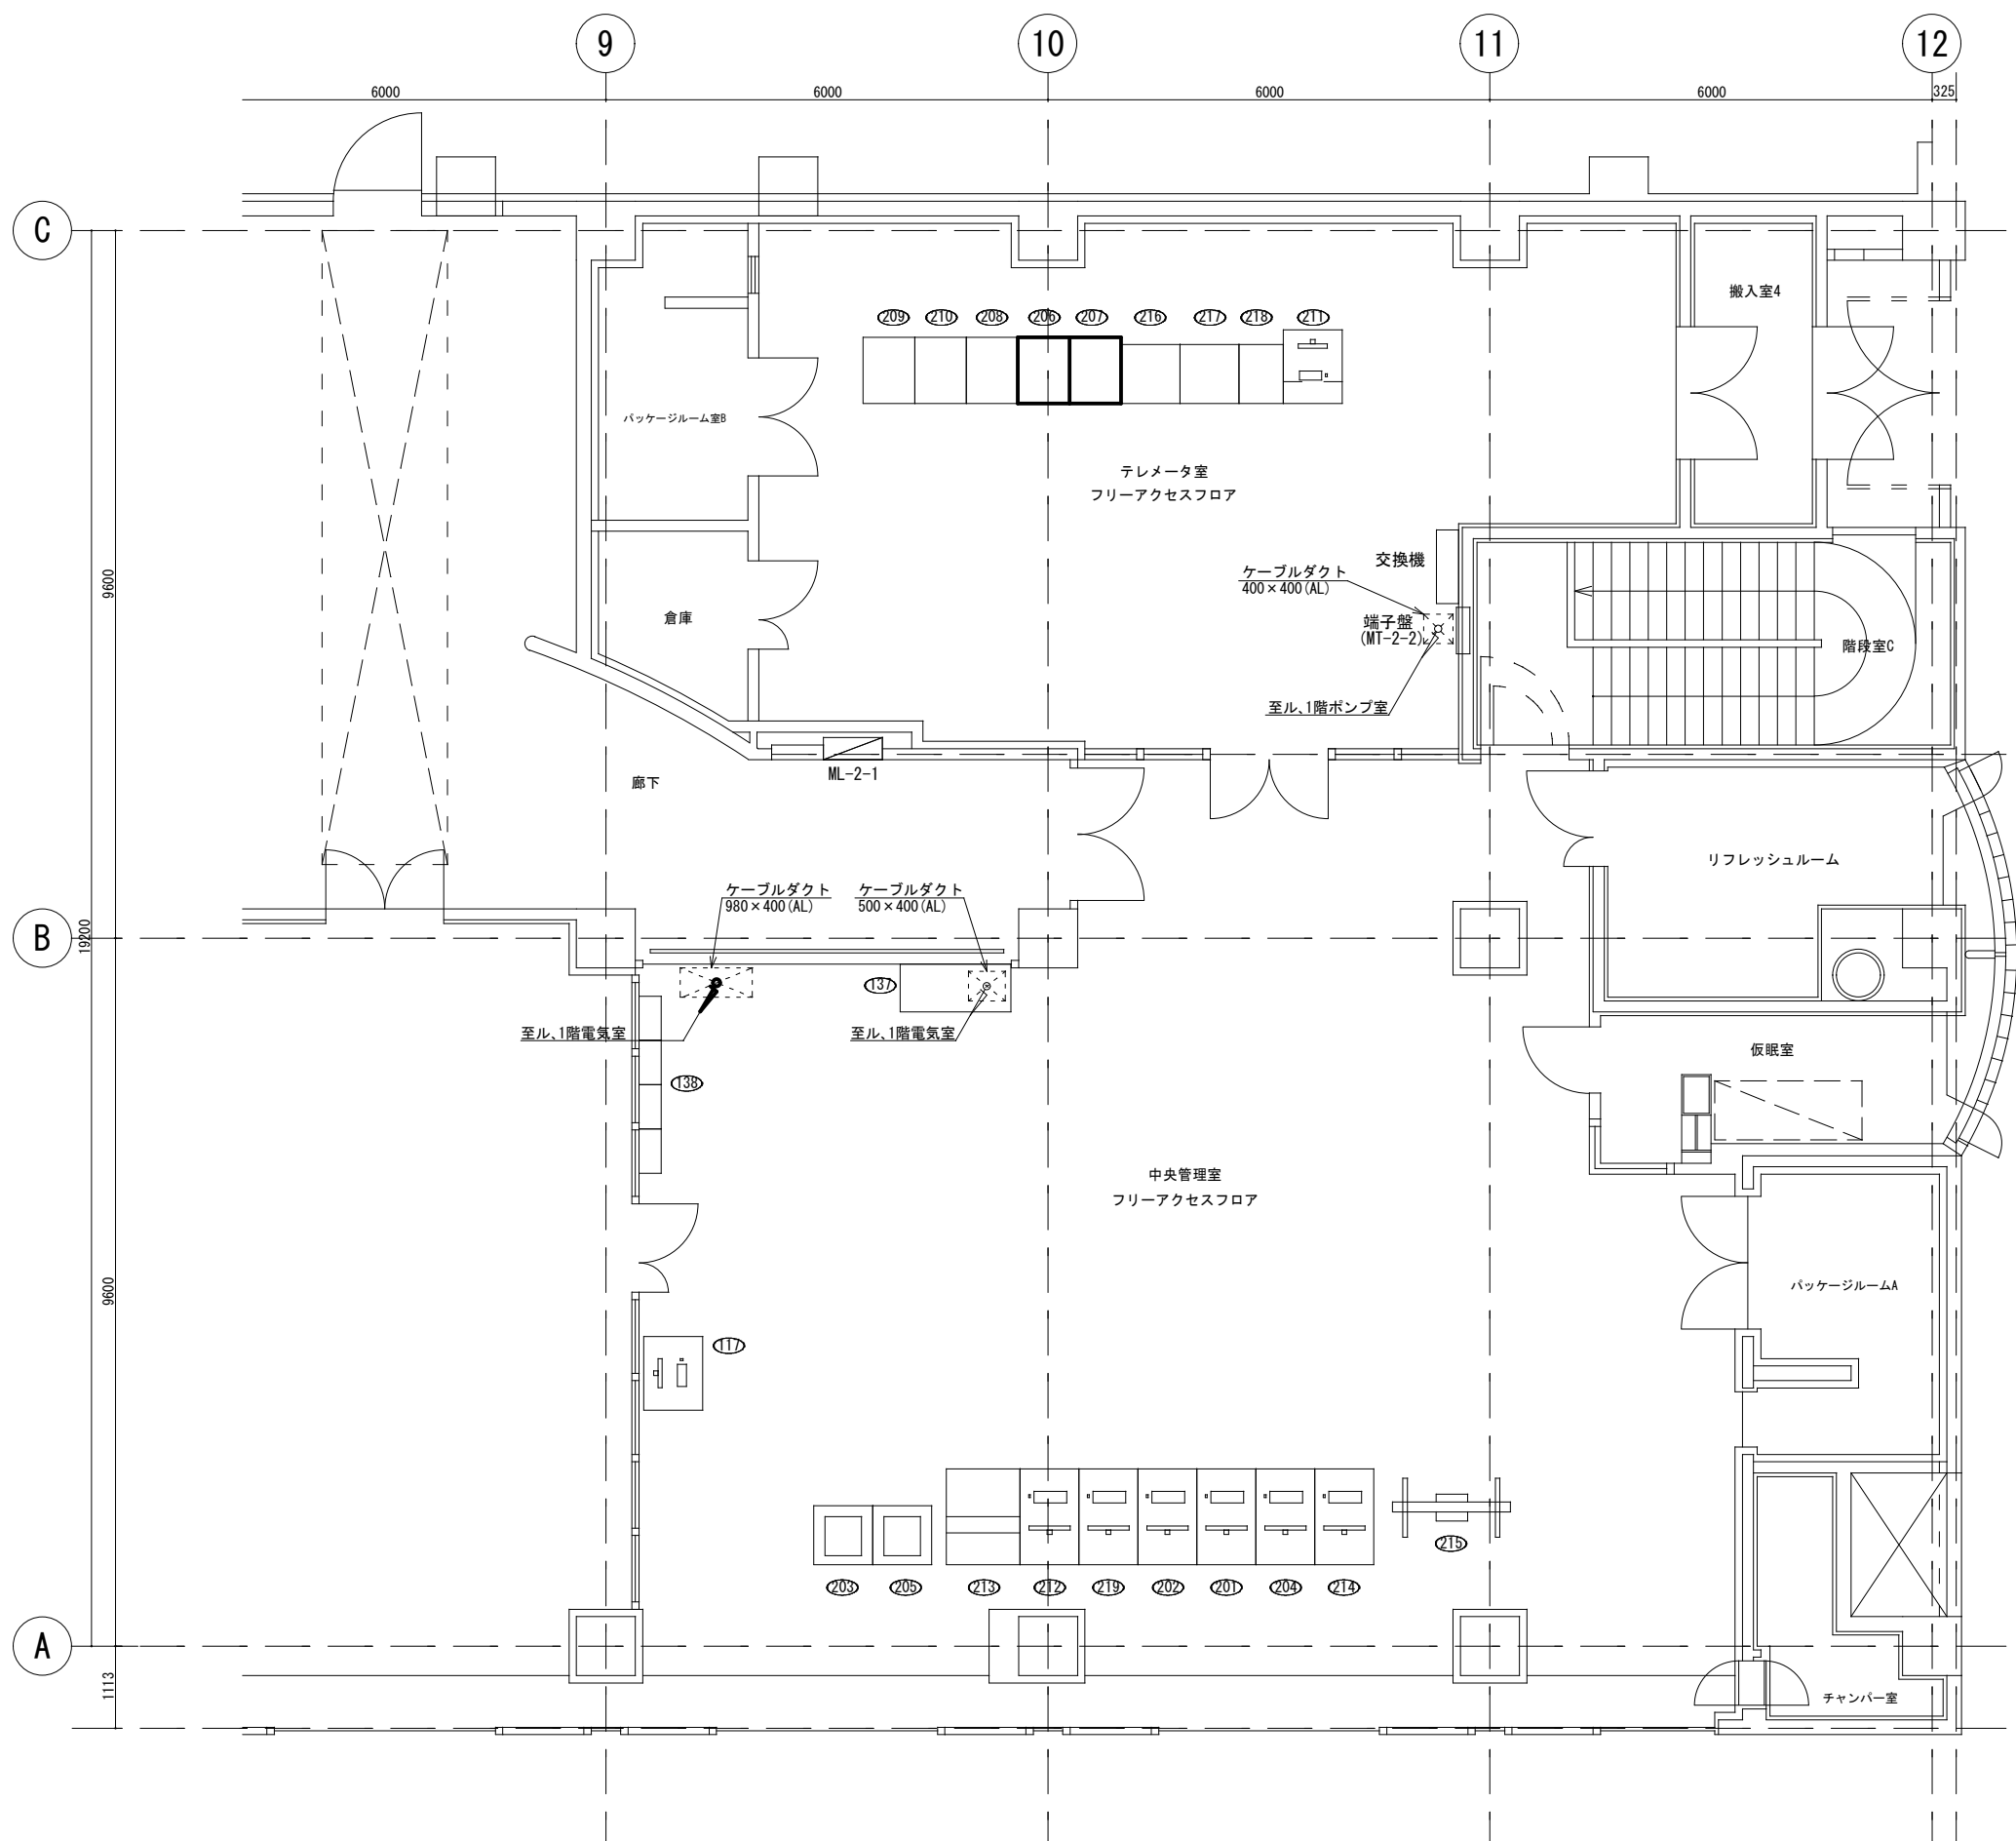 9 10 11 12
6000 6000 6000 6000 325
C
搬入室4
209 210 208 206 207 216 217 218 211
パッケージルーム室B
テレメータ室
フリーアクセスフロア
9600
交換機
ケーブルダクト
400×400(AL)
倉庫
端子盤
(MT-2-2)
階段室C
至ル、1階ポンプ室
ML-2-1
廊下
リフレッシュルーム
ケーブルダクト
980×400(AL)
ケーブルダクト
500×400(AL)
B
19200
137
至ル、1階電気室
至ル、1階電気室
仮眠室
138
中央管理室
フリーアクセスフロア
9600
パッケージルームA
117
215
203 205 213 212 219 202 201 204 214
A
1113
チャンバー室